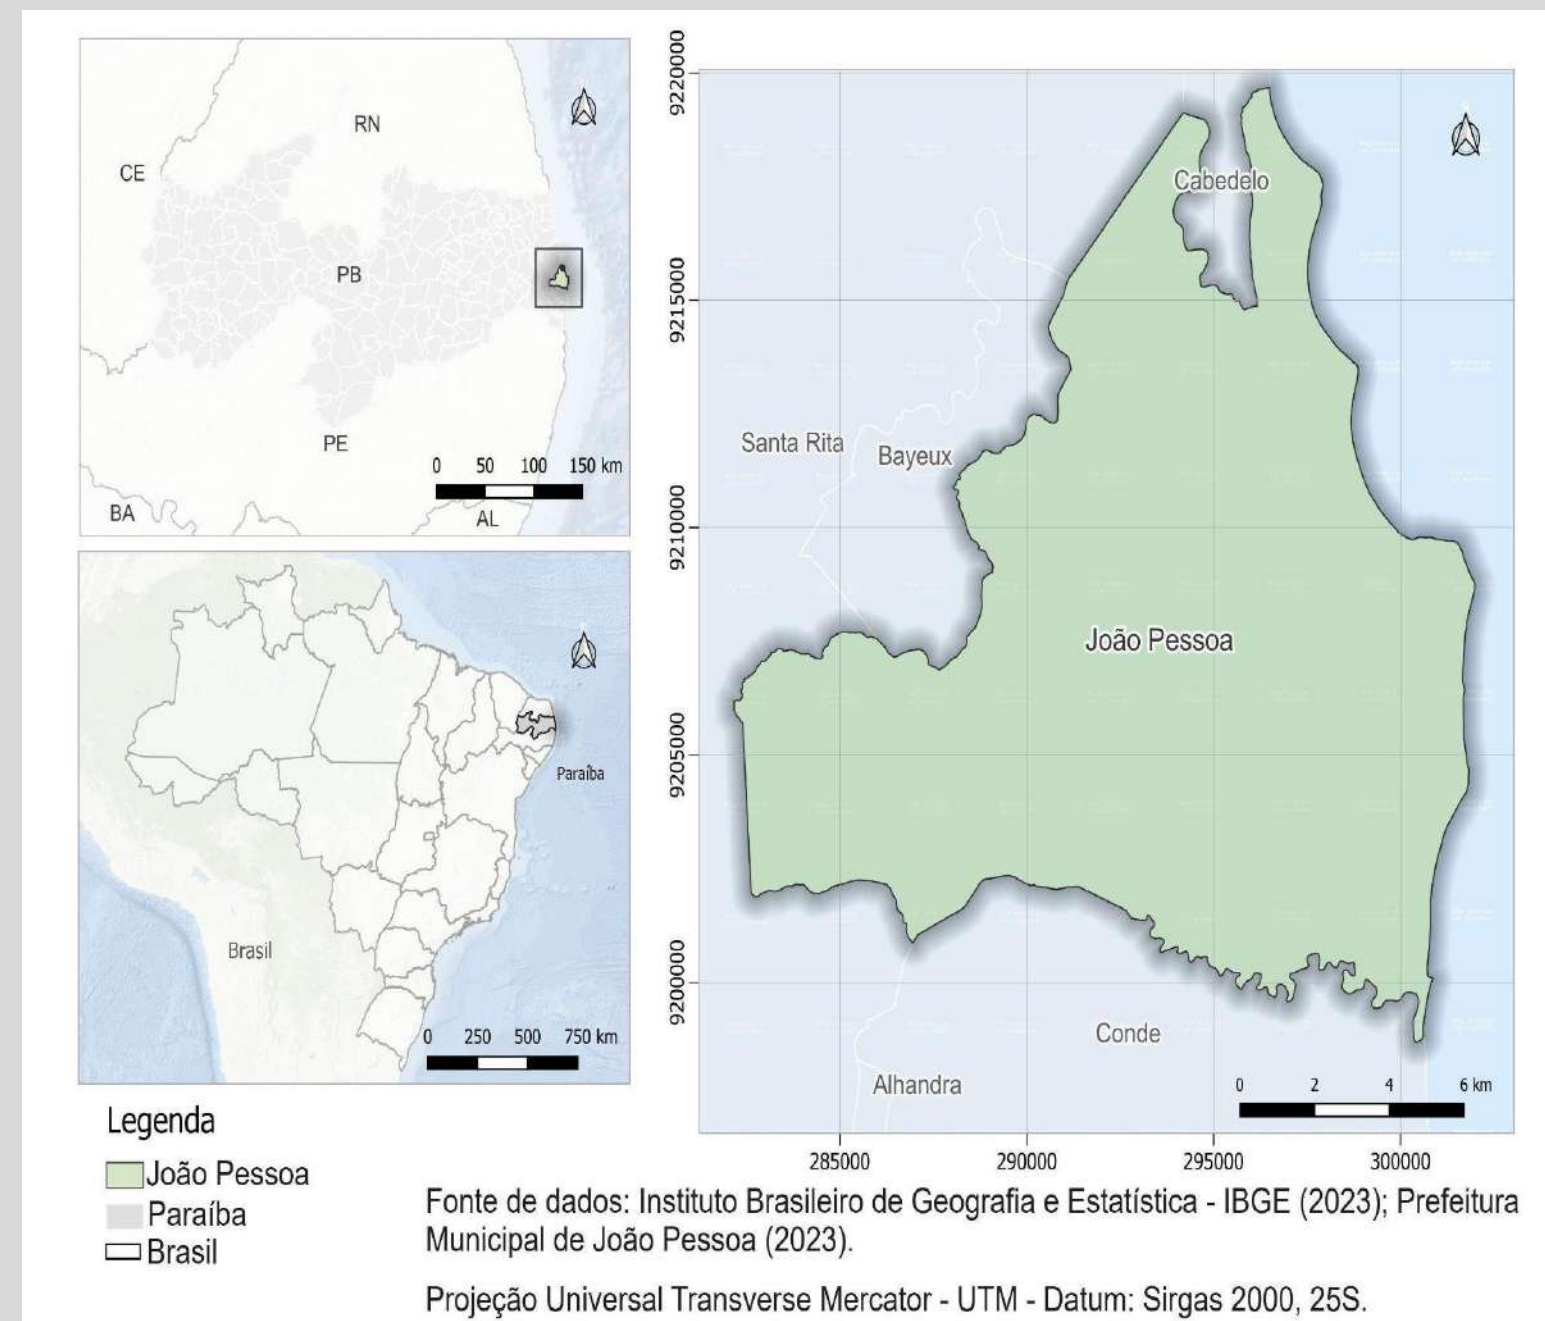 RN
CE
PB
PE
BA
AL
0 50 100 150 km
Paraíba
Brasil
0 250 500 750 km
9220000
9215000
9210000
9205000
9200000
Cabedelo
Santa Rita
Bayeux
João Pessoa
Conde
Alhandra
0 2 4 6 km
285000 290000 295000 300000
Legenda
João Pessoa
Paraíba
Brasil
Fonte de dados: Instituto Brasileiro de Geografia e Estatística - IBGE (2023); Prefeitura
Municipal de João Pessoa (2023).
Projeção Universal Transverse Mercator - UTM - Datum: Sirgas 2000, 25S.